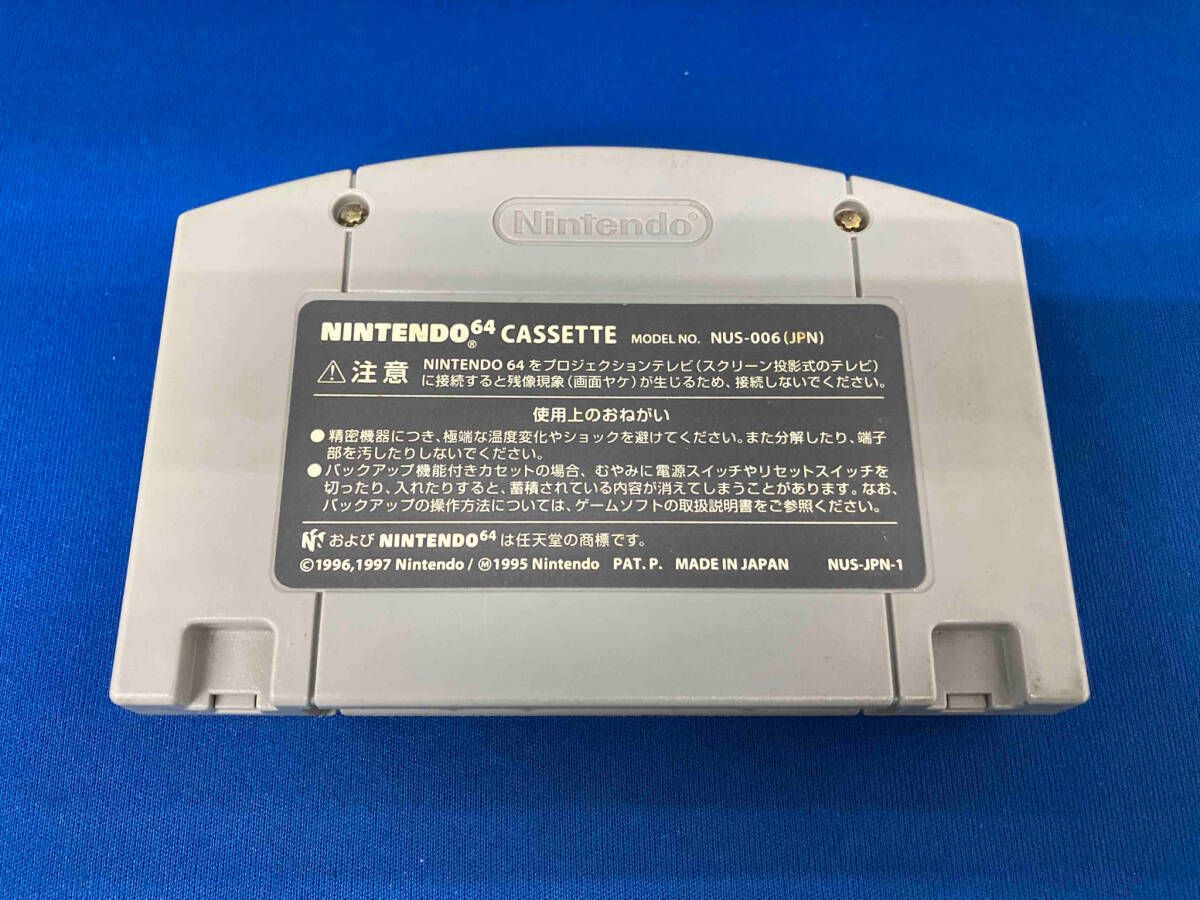 Nintendo®
NINTENDO64® CASSETTE MODEL NO. NUS-006(JPN)
⚠注意 NINTENDO 64をプロジェクションテレビ(スクリーン投影式のテレビ)
に接続すると残像現象(画面ヤケ)が生じるため、接続しないでください。
使用上のおねがい
●精密機器につき、極端な温度変化やショックを避けてください。また分解したり、端子
部を汚したりしないでください。
●バックアップ機能付きカセットの場合、むやみに電源スイッチやリセットスイッチを
切ったり、入れたりすると、蓄積されている内容が消えてしまうことがあります。なお、
バックアップの操作方法については、ゲームソフトの取扱説明書をご参照ください。
および NINTENDO64 は任天堂の商標です。
©1996,1997 Nintendo / Ⓜ1995 Nintendo PAT. P. MADE IN JAPAN NUS-JPN-1